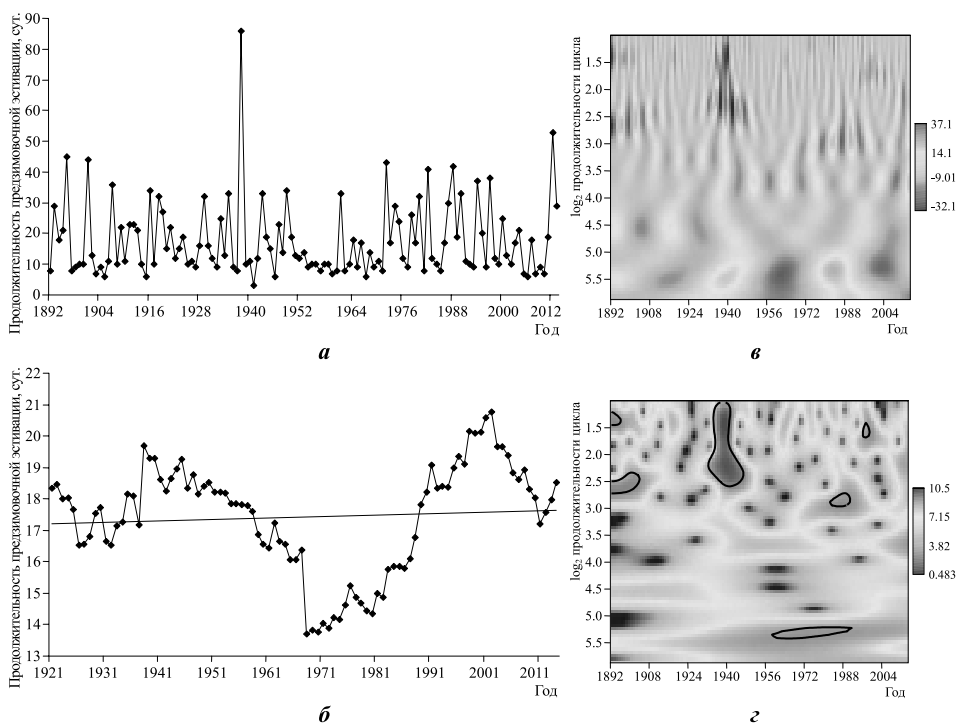 Продолжительность предзимовочной эстивации, сут.
90
80
70
60
50
40
30
20
10
0
1892 1904 1916 1928 1940 1952 1964 1976 1988 2000 2012
Год
а
log2 продолжительности цикла
1.5
2.0
2.5
3.0
3.5
4.0
4.5
5.0
5.5
1892 1908 1924 1940 1956 1972 1988 2004
Год
37.1
14.1
-9.01
-32.1
в
Продолжительность предзимовочной эстивации, сут.
22
21
20
19
18
17
16
15
14
13
1921 1931 1941 1951 1961 1971 1981 1991 2001 2011
Год
б
log2 продолжительности цикла
1.5
2.0
2.5
3.0
3.5
4.0
4.5
5.0
5.5
1892 1908 1924 1940 1956 1972 1988 2004
Год
10.5
7.15
3.82
0.483
г